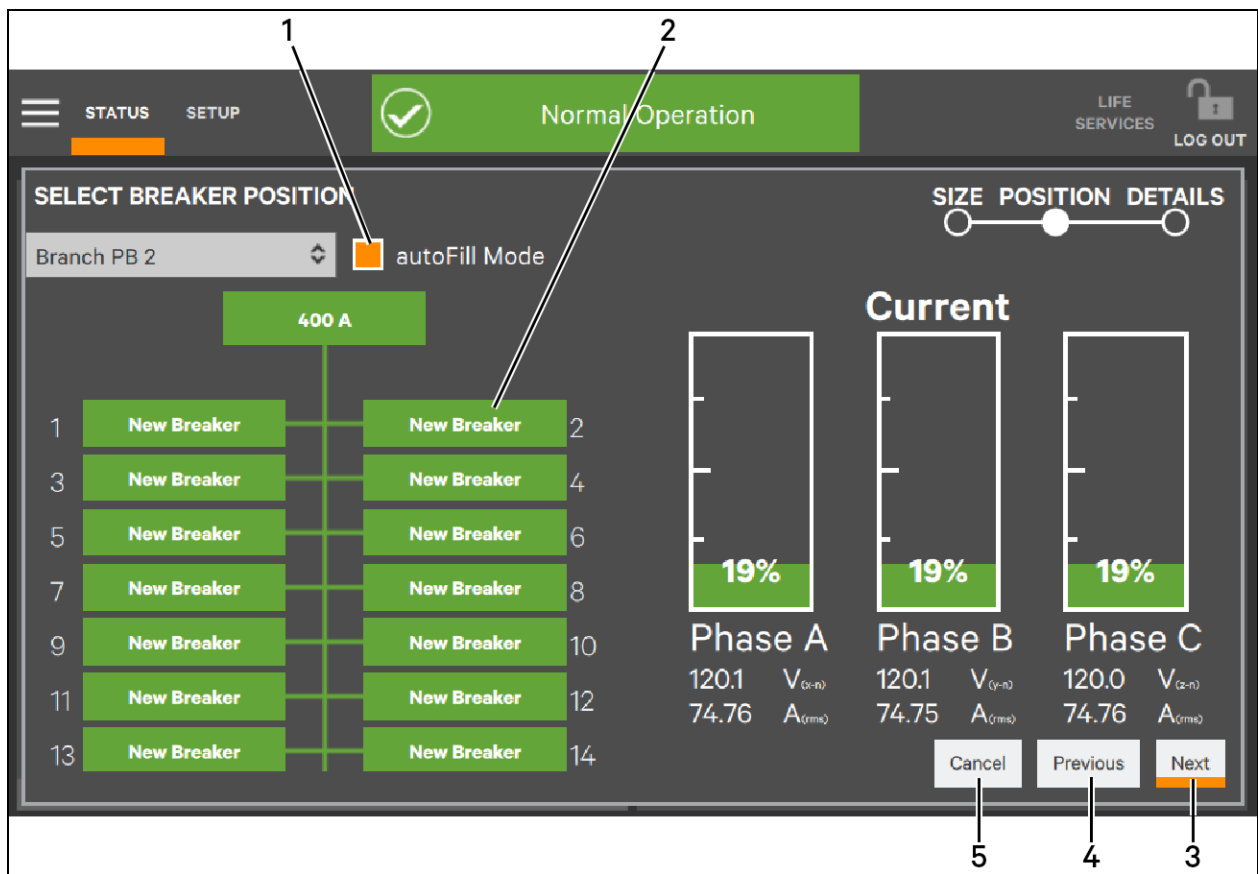 1 2
STATUS SETUP Normal Operation LIFE SERVICES LOG OUT
SELECT BREAKER POSITION SIZE POSITION DETAILS
Branch PB 2 autoFill Mode
400 A
Current
1 New Breaker New Breaker 2
3 New Breaker New Breaker 4
5 New Breaker New Breaker 6
7 New Breaker New Breaker 8
9 New Breaker New Breaker 10
11 New Breaker New Breaker 12
13 New Breaker New Breaker 14
19% 19% 19%
Phase A Phase B Phase C
120.1 V(x-n) 120.1 V(y-n) 120.0 V(z-n)
74.76 A(rms) 74.75 A(rms) 74.76 A(rms)
Cancel Previous Next
5 4 3